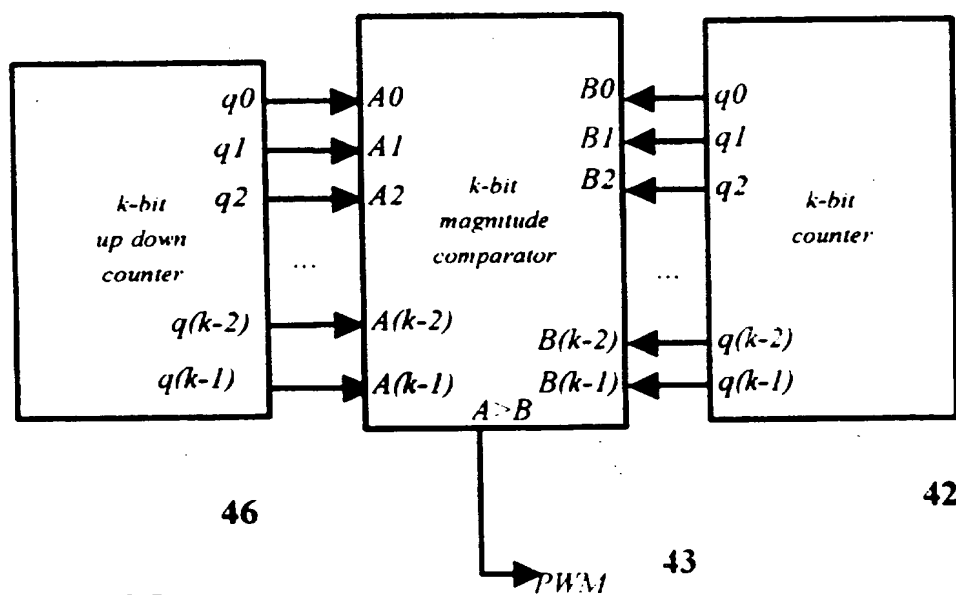 q0
q1
q2
k-bit
up down
counter
...
q(k-2)
q(k-1)
A0
A1
A2
k-bit
magnitude
comparator
A(k-2)
A(k-1)
A>B
B0
B1
B2
...
B(k-2)
B(k-1)
q0
q1
q2
k-bit
counter
q(k-2)
q(k-1)
46
42
43
PWM